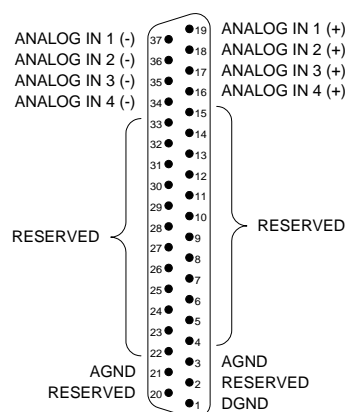 ANALOG IN 1 (-) 37 19 ANALOG IN 1 (+)
ANALOG IN 2 (-) 36 18 ANALOG IN 2 (+)
ANALOG IN 3 (-) 35 17 ANALOG IN 3 (+)
ANALOG IN 4 (-) 34 16 ANALOG IN 4 (+)
33 15
32 14
31 13
30 12
29 11
28 10
RESERVED 27 9 RESERVED
26 8
25 7
24 6
23 5
22 4
AGND 21 3 AGND
RESERVED 20 2 RESERVED
1 DGND